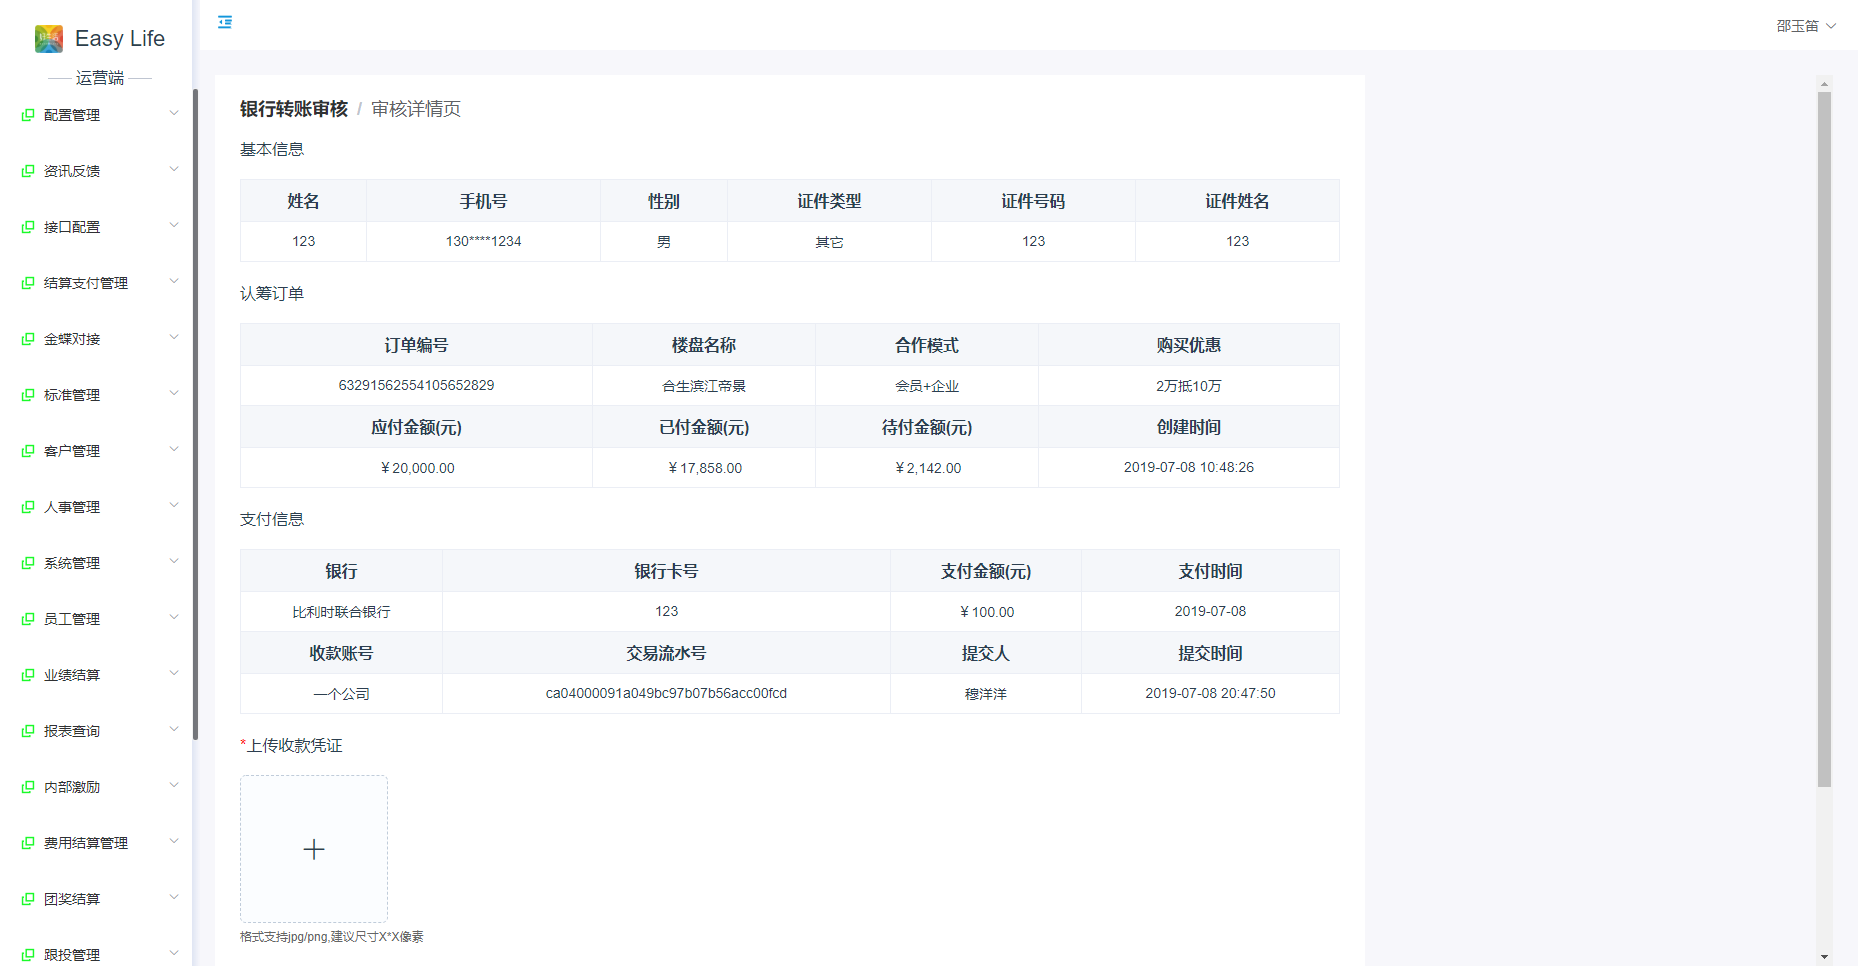 Easy Life
运营端
配置管理
资讯反馈
接口配置
结算支付管理
金蝶对接
标准管理
客户管理
人事管理
系统管理
员工管理
业绩结算
报表查询
内部激励
费用结算管理
团奖结算
跟投管理
邵玉笛
银行转账审核 / 审核详情页
基本信息
姓名 手机号 性别 证件类型 证件号码 证件姓名
123 130****1234 男 其它 123 123
认筹订单
订单编号 楼盘名称 合作模式 购买优惠
63291562554105652829 合生滨江帝景 会员+企业 2万抵10万
应付金额(元) 已付金额(元) 待付金额(元) 创建时间
¥20,000.00 ¥17,858.00 ¥2,142.00 2019-07-08 10:48:26
支付信息
银行 银行卡号 支付金额(元) 支付时间
比利时联合银行 123 ¥100.00 2019-07-08
收款账号 交易流水号 提交人 提交时间
一个公司 ca04000091a049bc97b07b56acc00fcd 穆洋洋 2019-07-08 20:47:50
*上传收款凭证
格式支持jpg/png,建议尺寸X*X像素